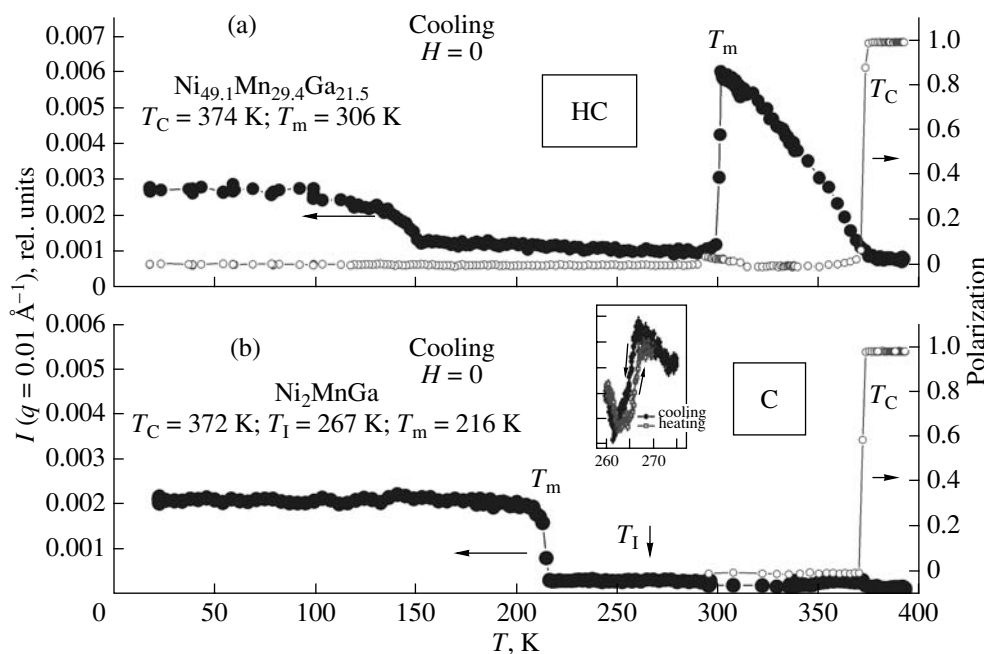 (a)
Cooling
H = 0
Ni49.1Mn29.4Ga21.5
TC = 374 K; Tm = 306 K
HC
Tm
TC
0.007
0.006
0.005
0.004
0.003
0.002
0.001
0
1.0
0.8
0.6
0.4
0.2
0
I (q = 0.01 Å−1), rel. units
Polarization
(b)
Cooling
H = 0
Ni2MnGa
TC = 372 K; TI = 267 K; Tm = 216 K
C
Tm
TI
TC
cooling
heating
260 270
0.006
0.005
0.004
0.003
0.002
0.001
1.0
0.8
0.6
0.4
0.2
0
0 50 100 150 200 250 300 350 400
T, K